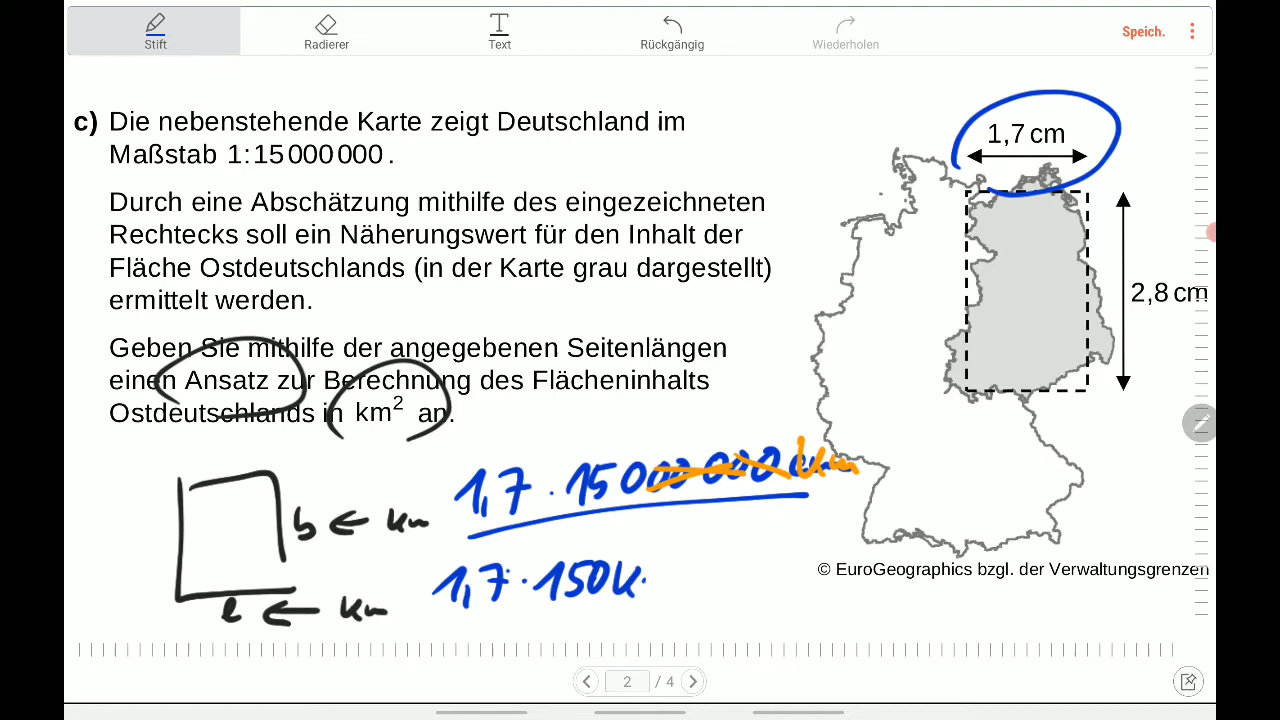 Stift Radierer Text Rückgängig Wiederholen Speich.
c) Die nebenstehende Karte zeigt Deutschland im
Maßstab 1:15 000 000 .
Durch eine Abschätzung mithilfe des eingezeichneten
Rechtecks soll ein Näherungswert für den Inhalt der
Fläche Ostdeutschlands (in der Karte grau dargestellt)
ermittelt werden.
Geben Sie mithilfe der angegebenen Seitenlängen
einen Ansatz zur Berechnung des Flächeninhalts
Ostdeutschlands in km² an.
1,7 cm
2,8 cm
© EuroGeographics bzgl. der Verwaltungsgrenzen
b ← km
l ← km
1,7 · 15000000 km
1,7 · 150 k
2 / 4